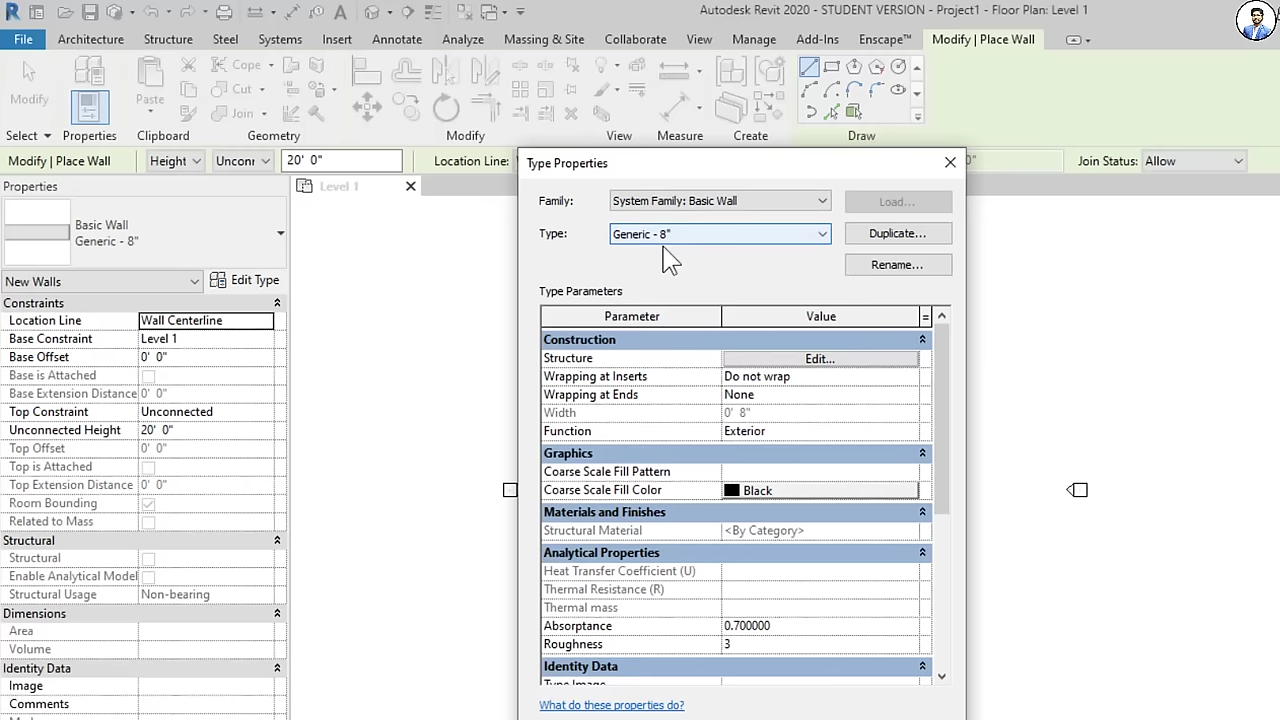 Autodesk Revit 2020 - STUDENT VERSION - Project1 - Floor Plan: Level 1
File Architecture Structure Steel Systems Insert Annotate Analyze Massing & Site Collaborate View Manage Add-Ins Enscape™ Modify | Place Wall
Modify Paste Cope Cut Join
Select Properties Clipboard Geometry Modify View Measure Create Draw
Modify | Place Wall Height Unconr 20' 0" Location Line: 0" Join Status: Allow
Properties
Level 1
Basic Wall
Generic - 8"
New Walls Edit Type
Constraints
Location Line Wall Centerline
Base Constraint Level 1
Base Offset 0' 0"
Base is Attached
Base Extension Distance 0' 0"
Top Constraint Unconnected
Unconnected Height 20' 0"
Top Offset 0' 0"
Top is Attached
Top Extension Distance 0' 0"
Room Bounding
Related to Mass
Structural
Structural
Enable Analytical Model
Structural Usage Non-bearing
Dimensions
Area
Volume
Identity Data
Image
Comments
Type Properties
Family: System Family: Basic Wall Load...
Type: Generic - 8" Duplicate...
Rename...
Type Parameters
Parameter Value =
Construction
Structure Edit...
Wrapping at Inserts Do not wrap
Wrapping at Ends None
Width 0' 8"
Function Exterior
Graphics
Coarse Scale Fill Pattern
Coarse Scale Fill Color Black
Materials and Finishes
Structural Material <By Category>
Analytical Properties
Heat Transfer Coefficient (U)
Thermal Resistance (R)
Thermal mass
Absorptance 0.700000
Roughness 3
Identity Data
Type Image
What do these properties do?